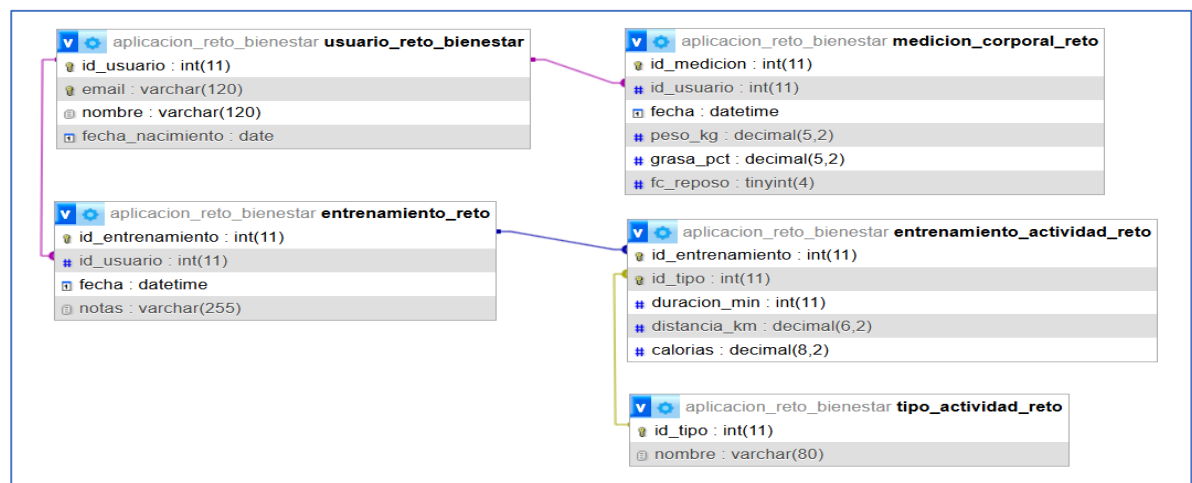 aplicacion_reto_bienestar usuario_reto_bienestar
id_usuario : int(11)
email : varchar(120)
nombre : varchar(120)
fecha_nacimiento : date
aplicacion_reto_bienestar medicion_corporal_reto
id_medicion : int(11)
id_usuario : int(11)
fecha : datetime
peso_kg : decimal(5,2)
grasa_pct : decimal(5,2)
fc_reposo : tinyint(4)
aplicacion_reto_bienestar entrenamiento_reto
id_entrenamiento : int(11)
id_usuario : int(11)
fecha : datetime
notas : varchar(255)
aplicacion_reto_bienestar entrenamiento_actividad_reto
id_entrenamiento : int(11)
id_tipo : int(11)
duracion_min : int(11)
distancia_km : decimal(6,2)
calorias : decimal(8,2)
aplicacion_reto_bienestar tipo_actividad_reto
id_tipo : int(11)
nombre : varchar(80)